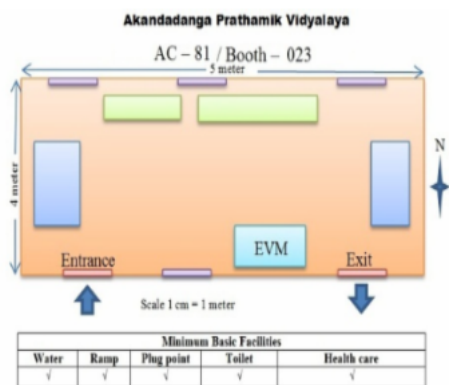 Akandadanga Prathamik Vidyalaya
AC – 81 / Booth – 023
5 meter
4 meter
N
Entrance
EVM
Exit
Scale 1 cm = 1 meter
Minimum Basic Facilities
Water Ramp Plug point Toilet Health care
√ √ √ √ √